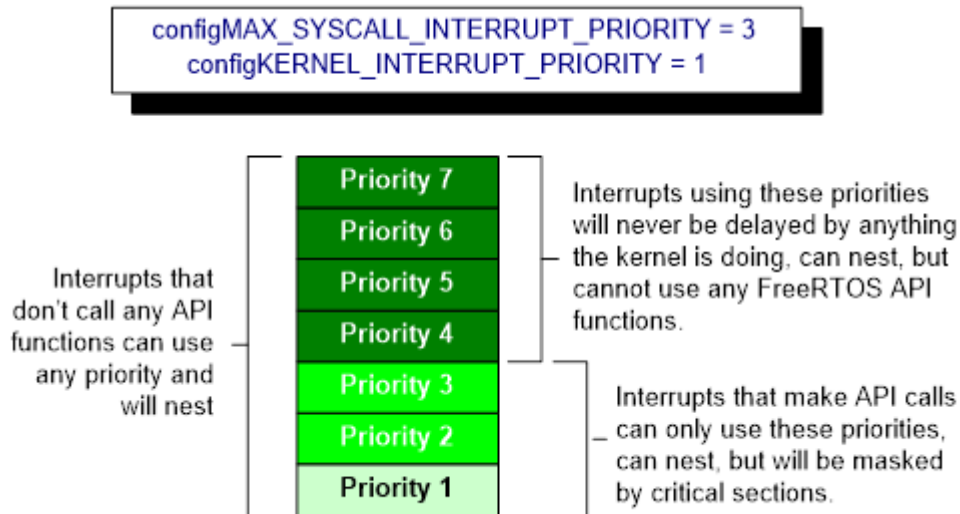 configMAX_SYSCALL_INTERRUPT_PRIORITY = 3
configKERNEL_INTERRUPT_PRIORITY = 1
Priority 7
Priority 6
Priority 5
Priority 4
Priority 3
Priority 2
Priority 1
Interrupts that
don't call any API
functions can use
any priority and
will nest
Interrupts using these priorities
will never be delayed by anything
the kernel is doing, can nest, but
cannot use any FreeRTOS API
functions.
Interrupts that make API calls
can only use these priorities,
can nest, but will be masked
by critical sections.